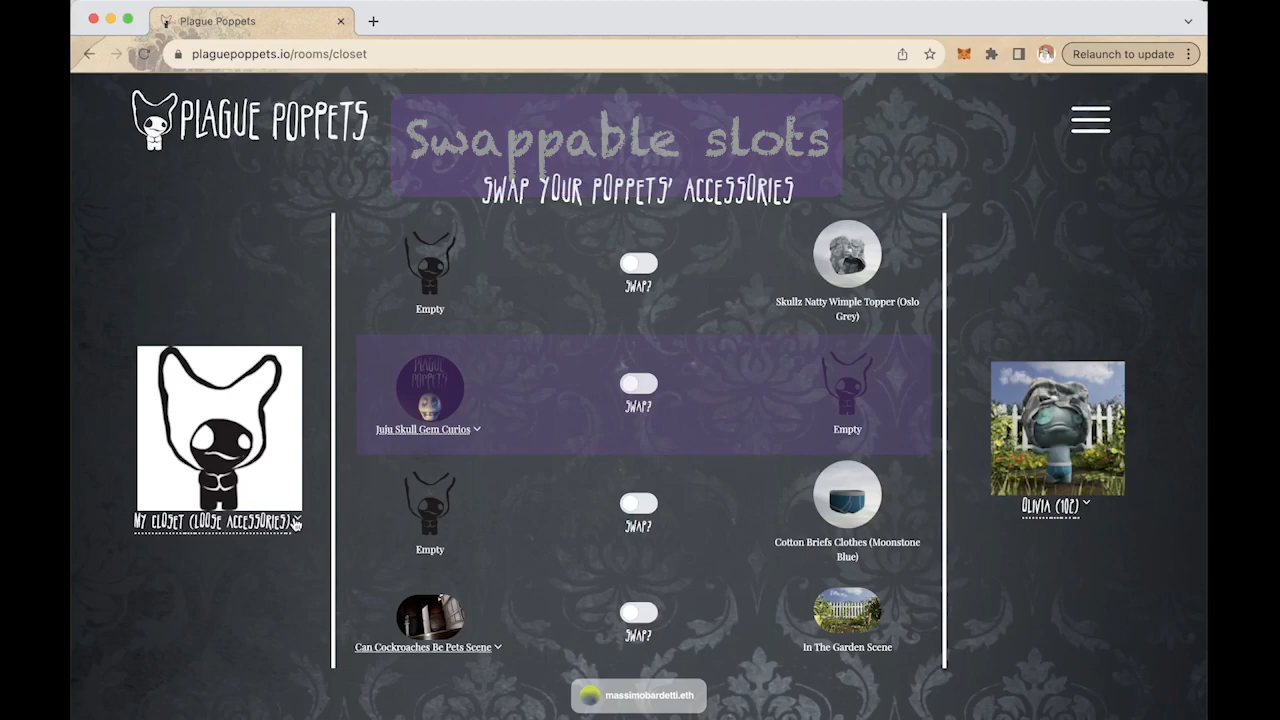 Plague Poppets
plaguepoppets.io/rooms/closet
Relaunch to update
PLAGUE POPPETS
Swappable slots
SWAP YOUR POPPETS' ACCESSORIES
Empty
SWAP?
Skullz Natty Wimple Topper (Oslo
Grey)
PLAGUE
POPPETS
Juju Skull Gem Curios
SWAP?
Empty
MY CLOSET (LOOSE ACCESSORIES)
OLIVIA (102)
Empty
SWAP?
Cotton Briefs Clothes (Moonstone
Blue)
Can Cockroaches Be Pets Scene
SWAP?
In The Garden Scene
massimobardetti.eth